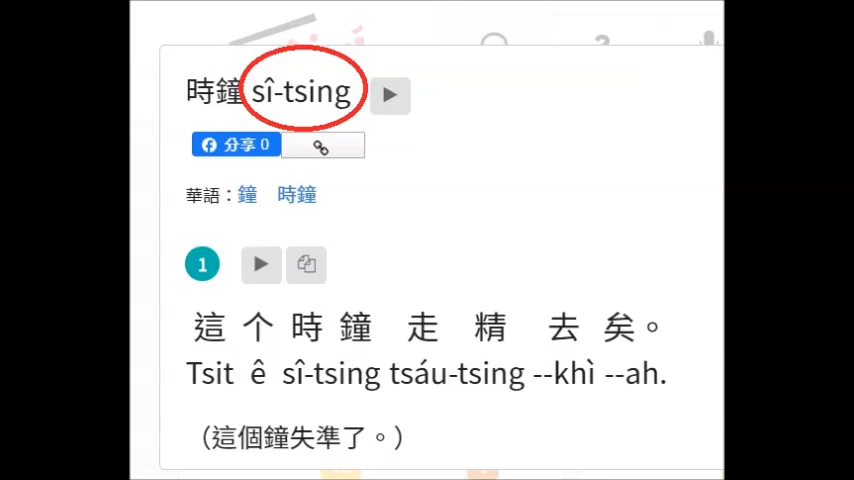 時鐘 sî-tsing
分享 0
華語：鐘 時鐘
1
這 个 時 鐘 走 精 去 矣。
Tsit ê sî-tsing tsáu-tsing --khì --ah.
（這個鐘失準了。）